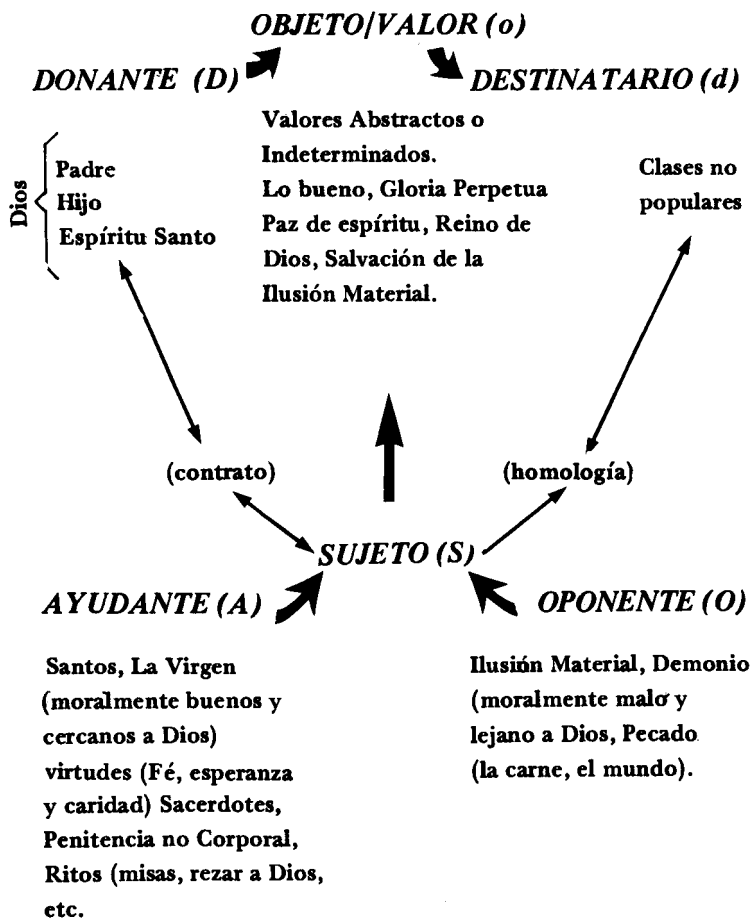 OBJETO/VALOR (o)
DONANTE (D)
DESTINATARIO (d)
Dios
Padre
Hijo
Espíritu Santo
Valores Abstractos o
Indeterminados.
Lo bueno, Gloria Perpetua
Paz de espíritu, Reino de
Dios, Salvación de la
Ilusión Material.
Clases no
populares
(contrato)
(homología)
SUJETO (S)
AYUDANTE (A)
OPONENTE (O)
Santos, La Virgen
(moralmente buenos y
cercanos a Dios)
virtudes (Fé, esperanza
y caridad) Sacerdotes,
Penitencia no Corporal,
Ritos (misas, rezar a Dios,
etc.
Ilusión Material, Demonio
(moralmente malo y
lejano a Dios, Pecado
(la carne, el mundo).